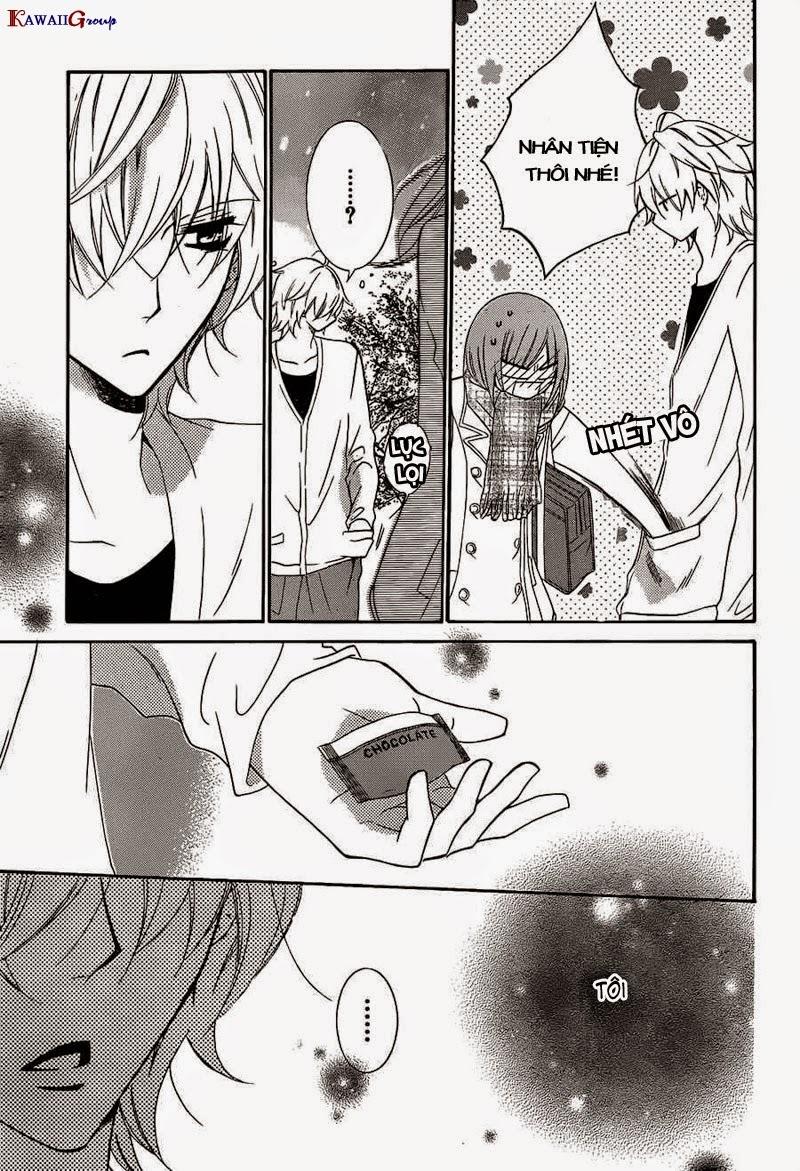 KAWAIIGroup
NHÂN TIỆN
THÔI NHÉ!
NHÉT VÔ
........?
LỤC
LỌI
CHOCOLATE
TÔI
........